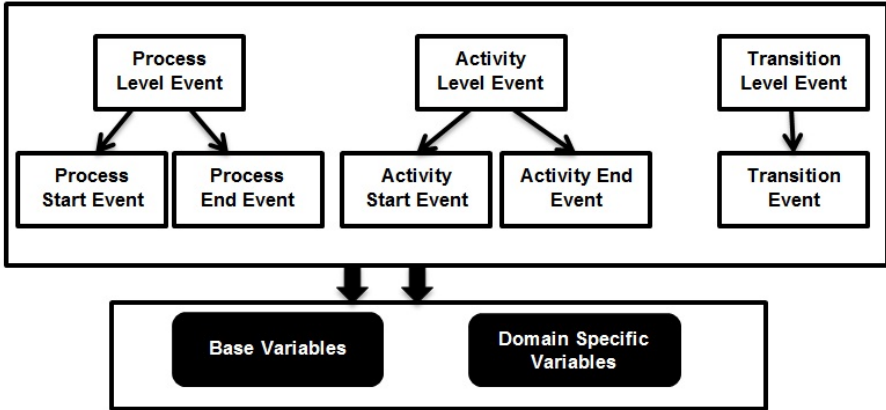 Process
Level Event
Activity
Level Event
Transition
Level Event
Process
Start Event
Process
End Event
Activity
Start Event
Activity End
Event
Transition
Event
Base Variables
Domain Specific
Variables